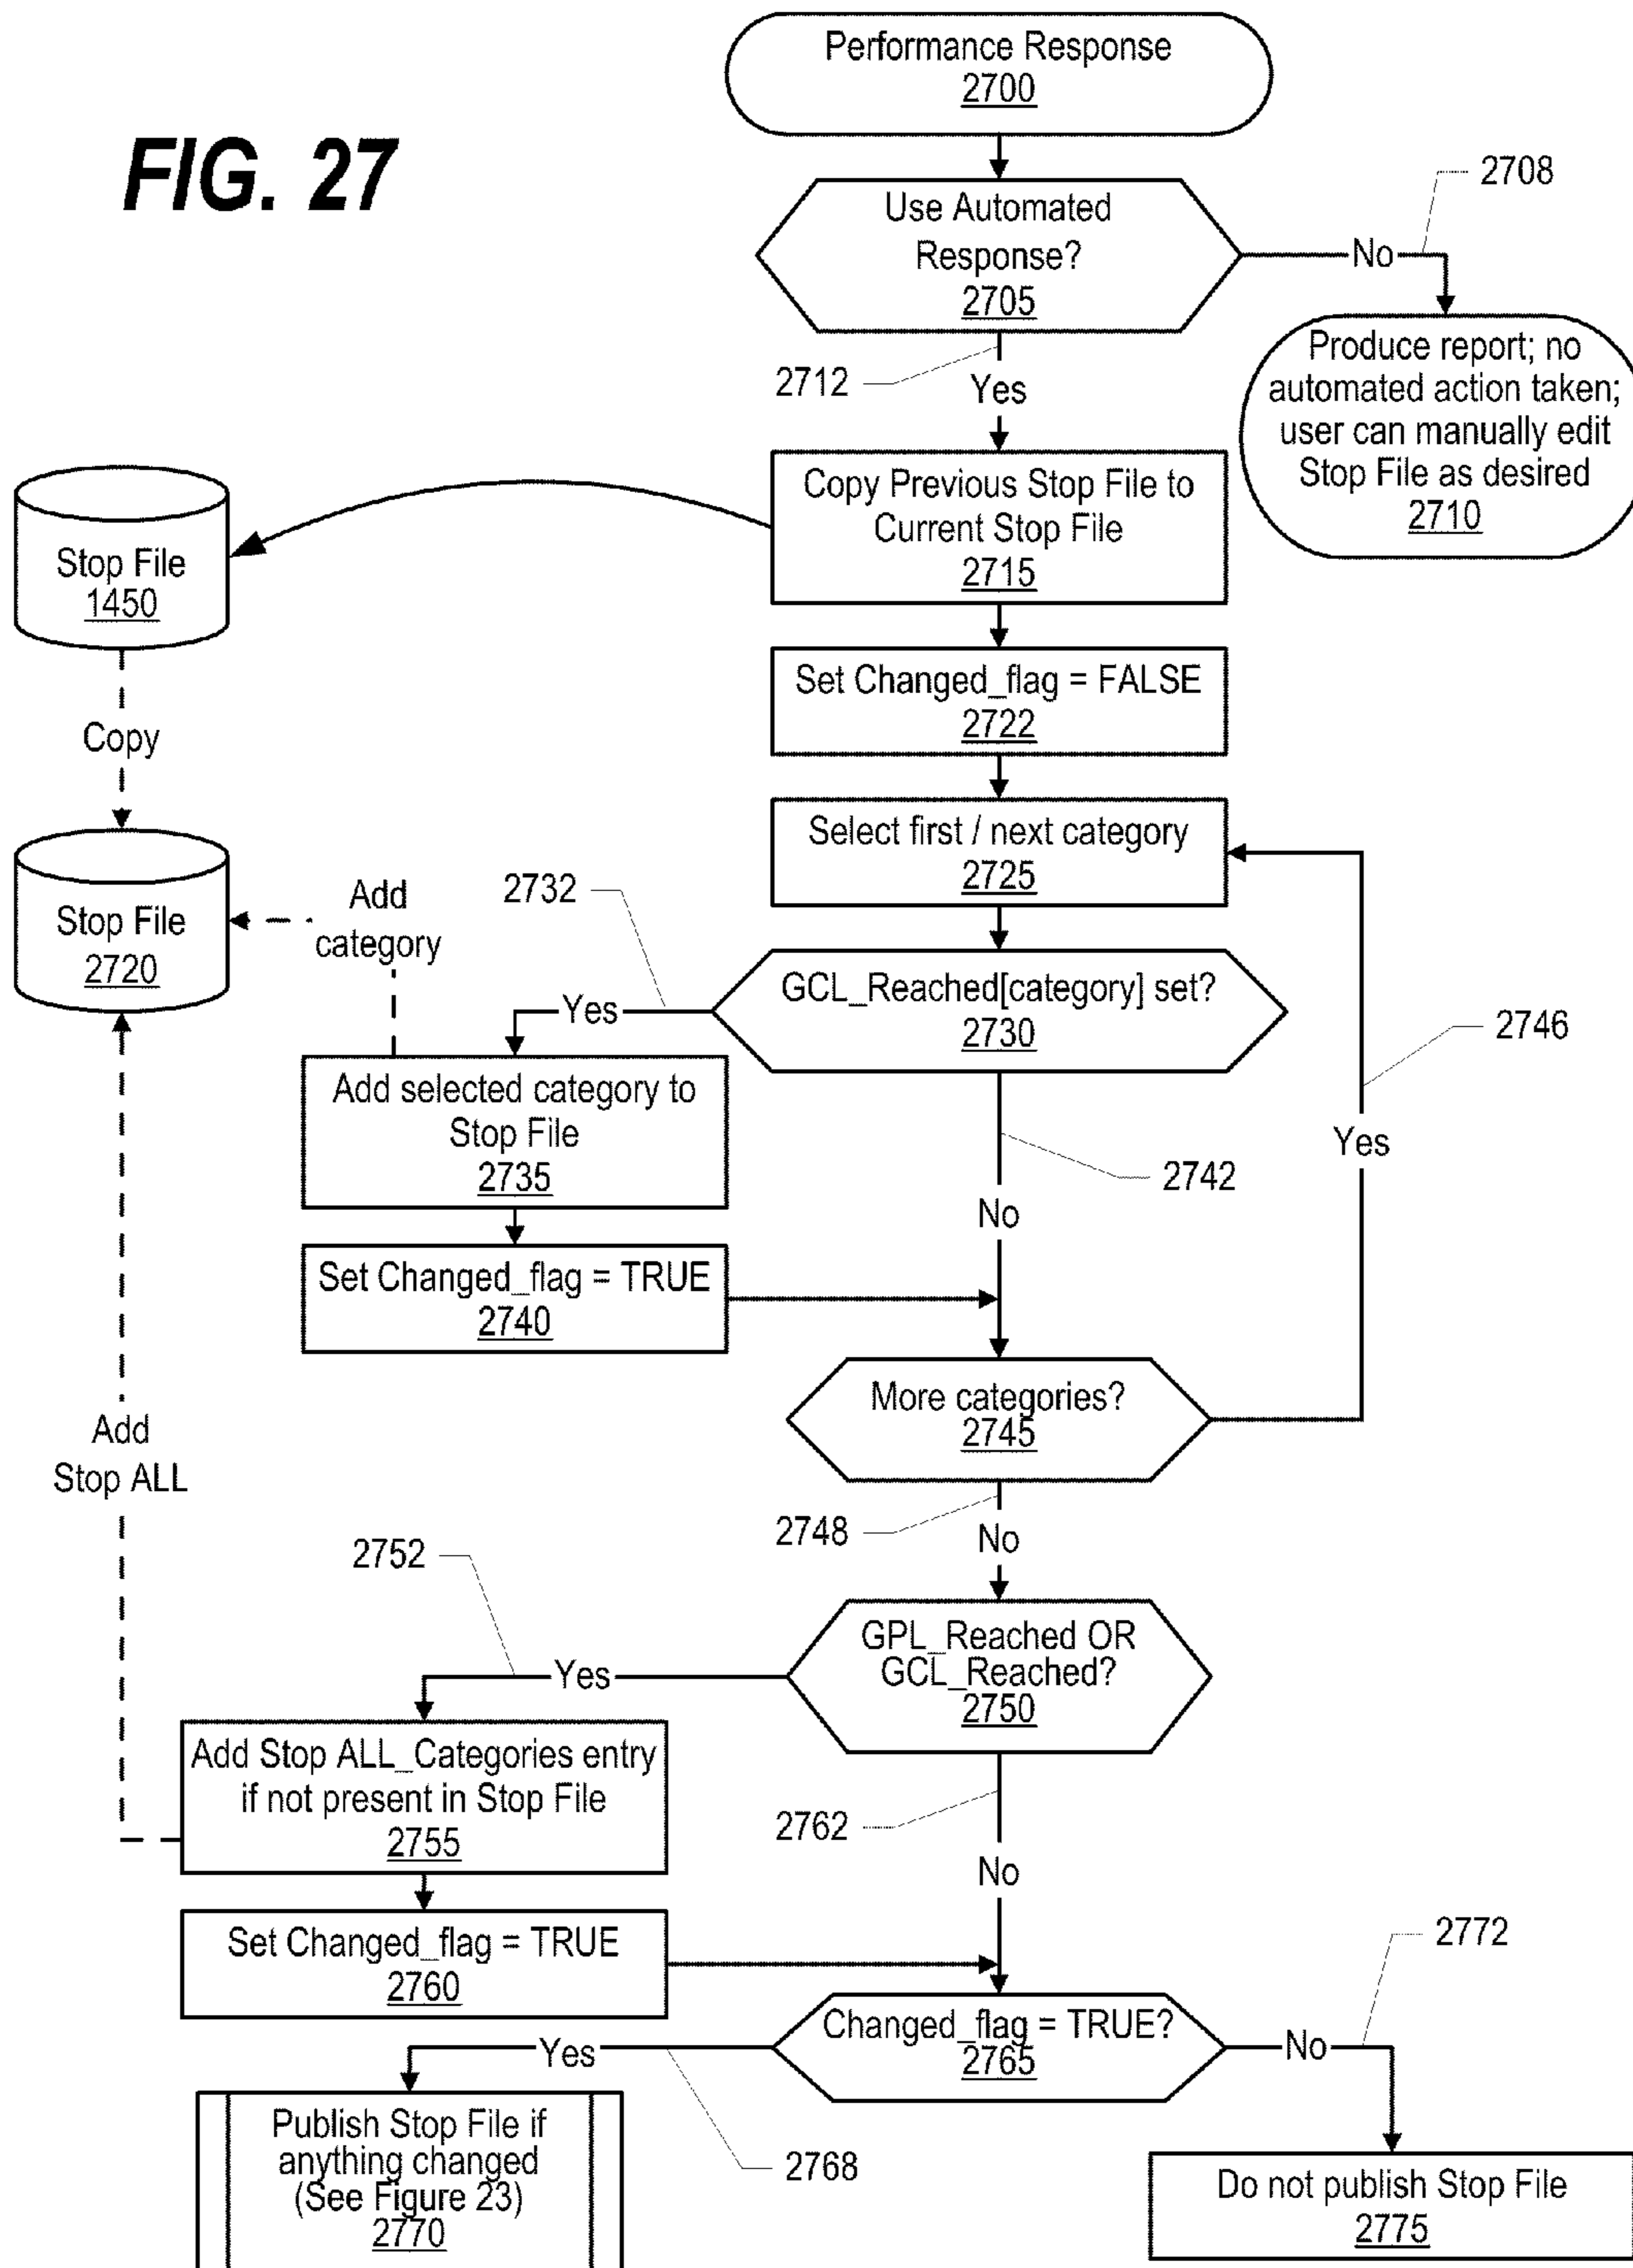 Performance Response
2700
FIG. 27
2708
Use Automated
Response?
2705
No
2712
Yes
Produce report; no
automated action taken;
user can manually edit
Stop File as desired
2710
Copy Previous Stop File to
Current Stop File
2715
Stop File
1450
Set Changed_flag = FALSE
2722
Copy
Select first / next category
2725
2732
Add
category
Stop File
2720
GCL_Reached[category] set?
2730
Yes
2746
Add selected category to
Stop File
2735
Yes
2742
No
Set Changed_flag = TRUE
2740
More categories?
2745
Add
Stop ALL
2748
No
2752
GPL_Reached OR
GCL_Reached?
2750
Yes
Add Stop ALL_Categories entry
if not present in Stop File
2755
2762
No
Set Changed_flag = TRUE
2760
2772
Changed_flag = TRUE?
2765
Yes
No
Publish Stop File if
anything changed
(See Figure 23)
2770
2768
Do not publish Stop File
2775